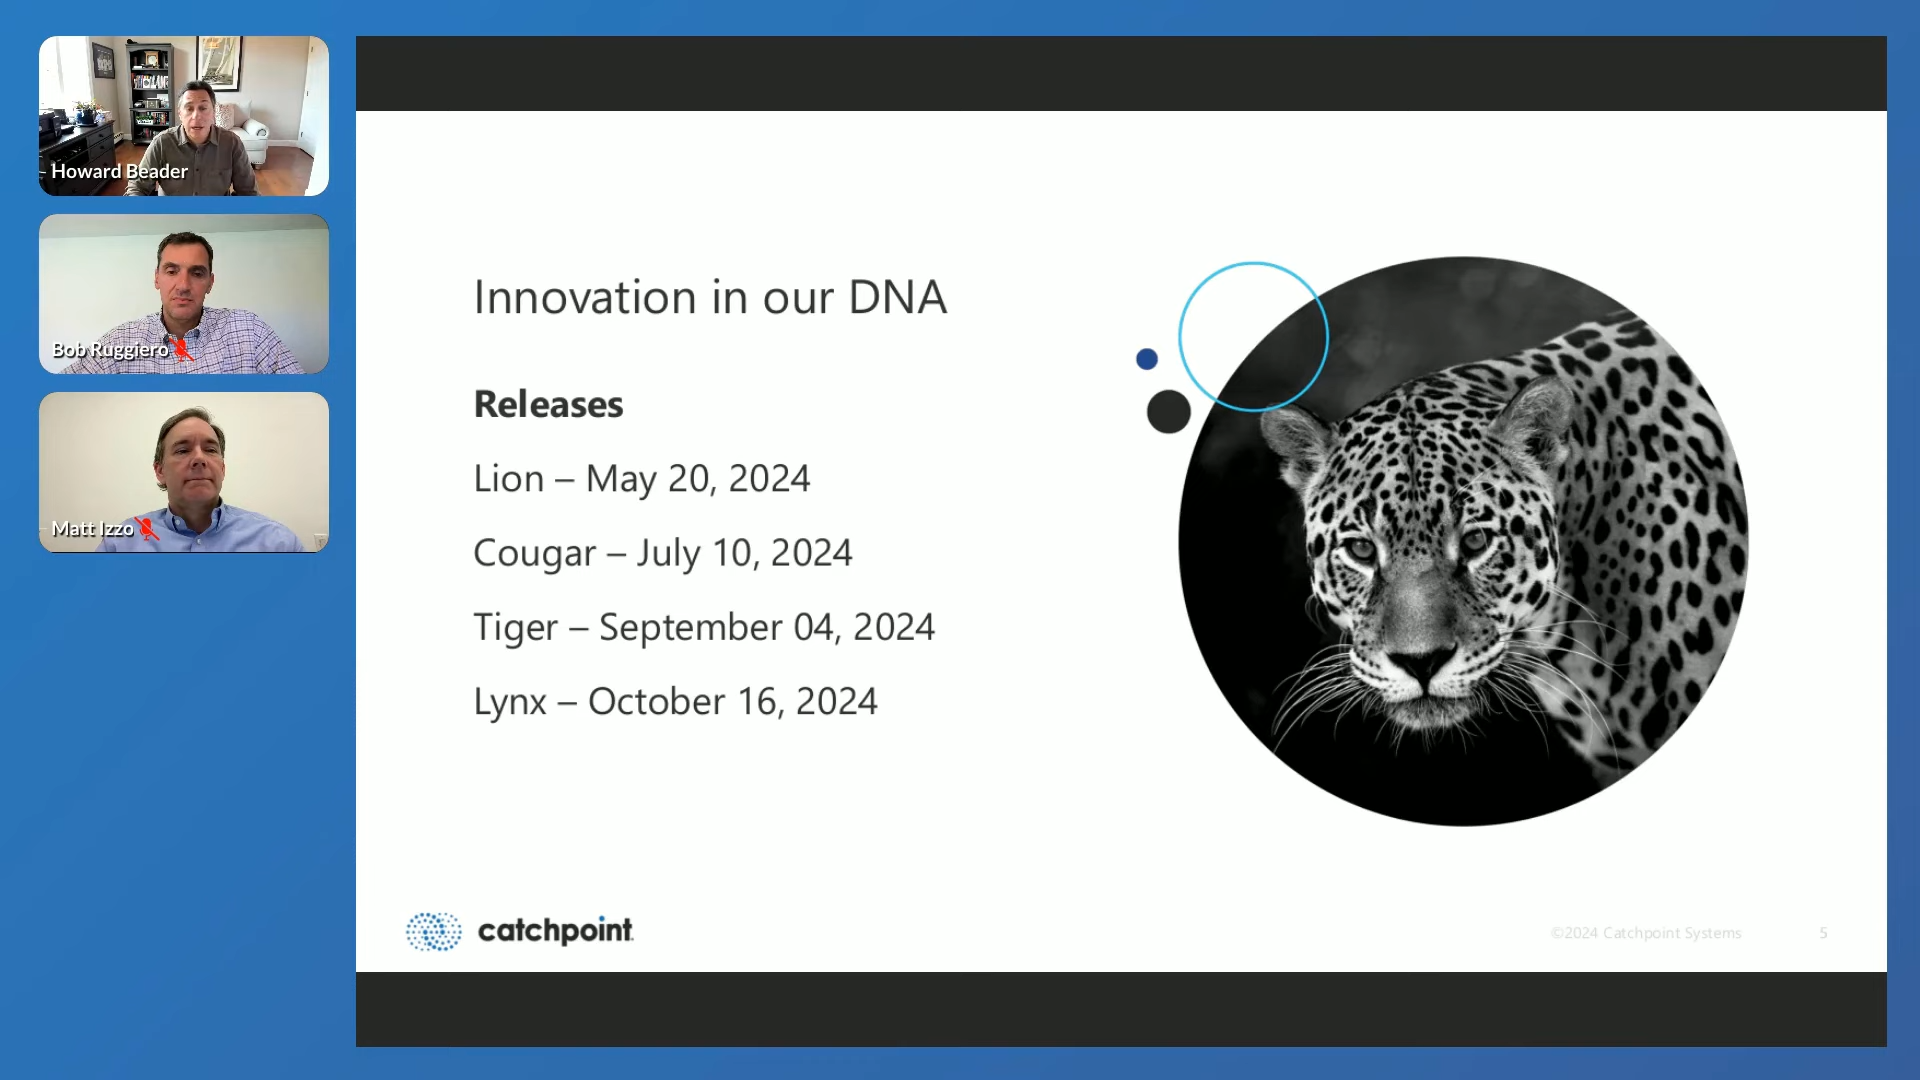 Howard Beader
Bob Ruggiero
Matt Izzo
Innovation in our DNA
Releases
Lion – May 20, 2024
Cougar – July 10, 2024
Tiger – September 04, 2024
Lynx – October 16, 2024
catchpoint.
©2024 Catchpoint Systems
5